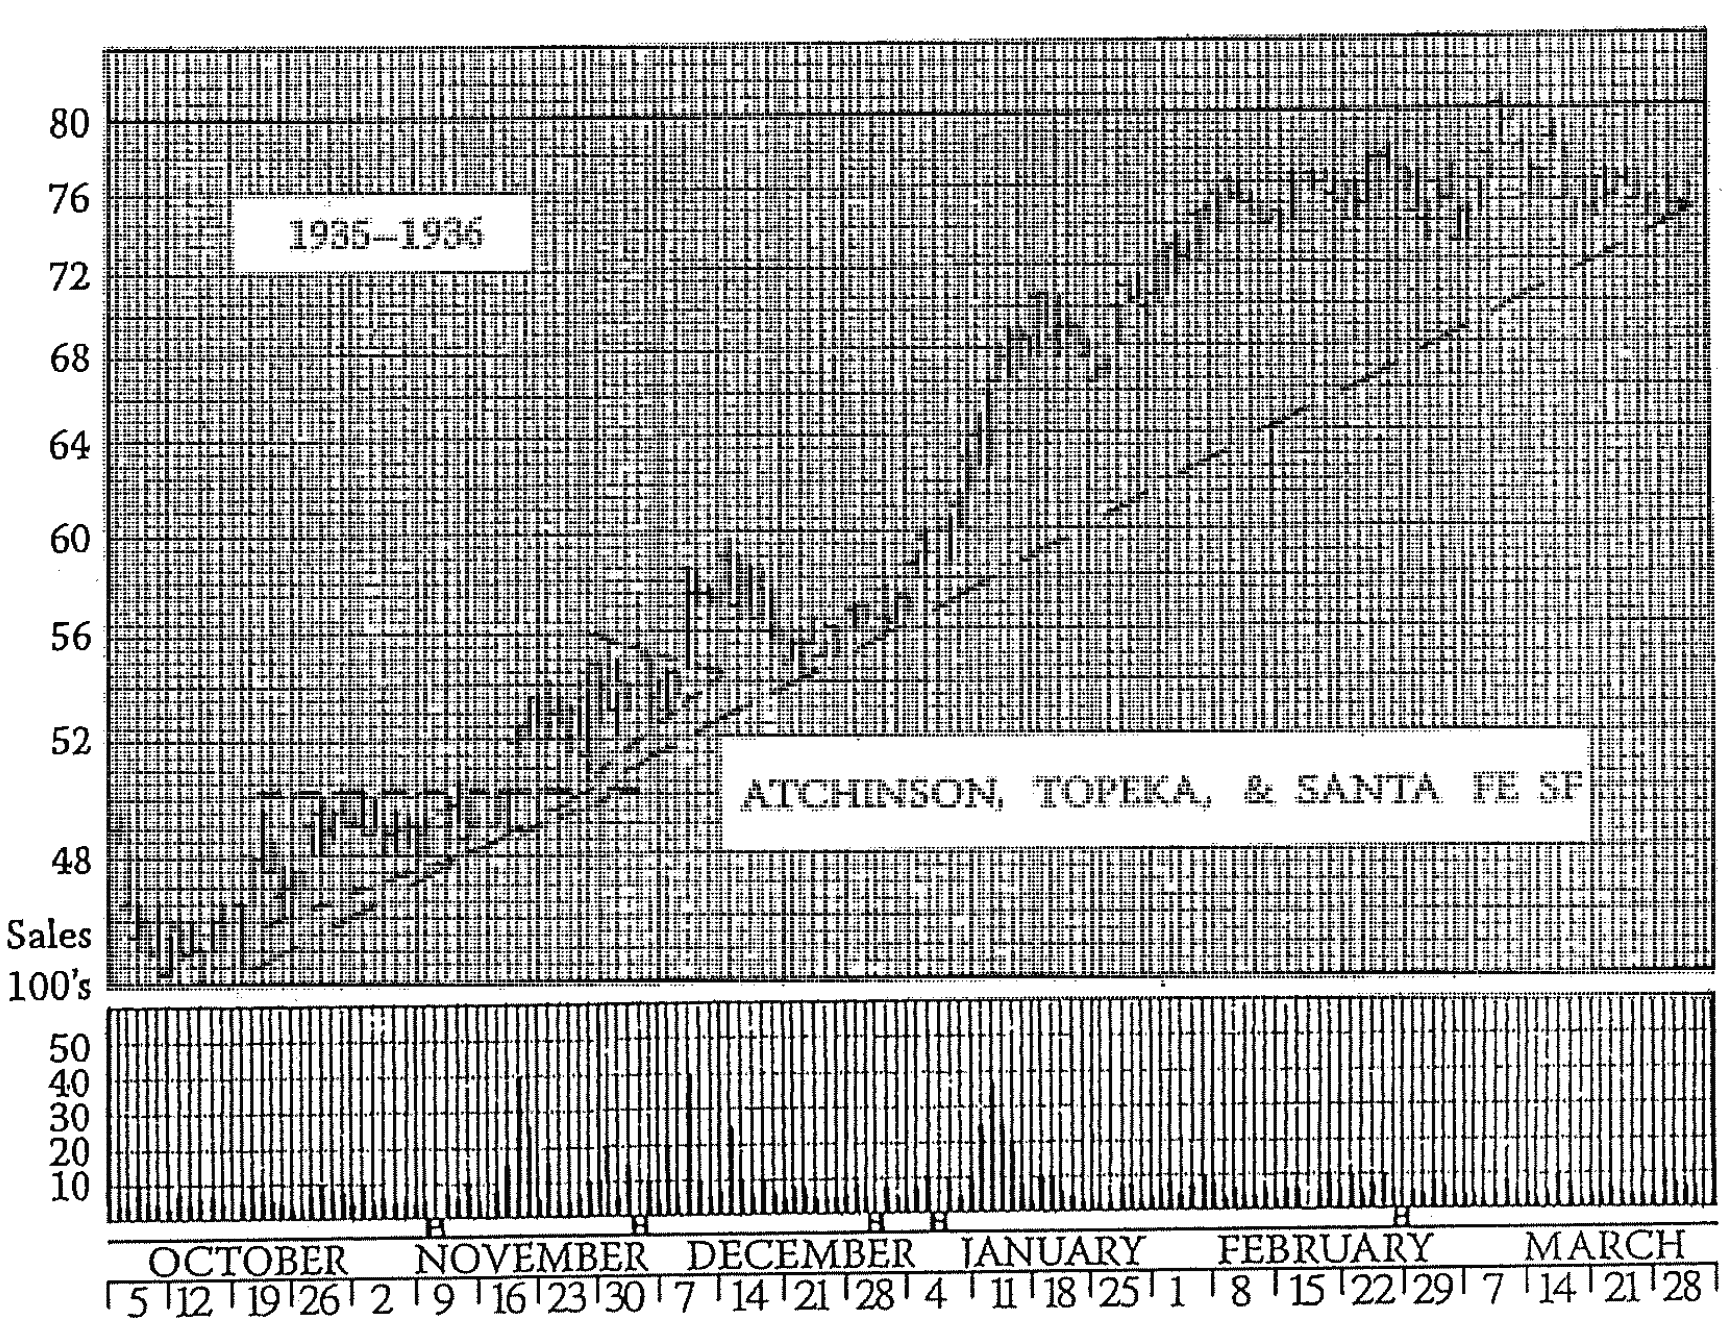 80
76
1935–1936
72
68
64
60
56
52
ATCHINSON, TOPEKA, & SANTA FE SF
48
Sales
100's
50
40
30
20
10
H H H H H
OCTOBER NOVEMBER DECEMBER JANUARY FEBRUARY MARCH
5 12 19 26 2 9 16 23 30 7 14 21 28 4 11 18 25 1 8 15 22 29 7 14 21 28